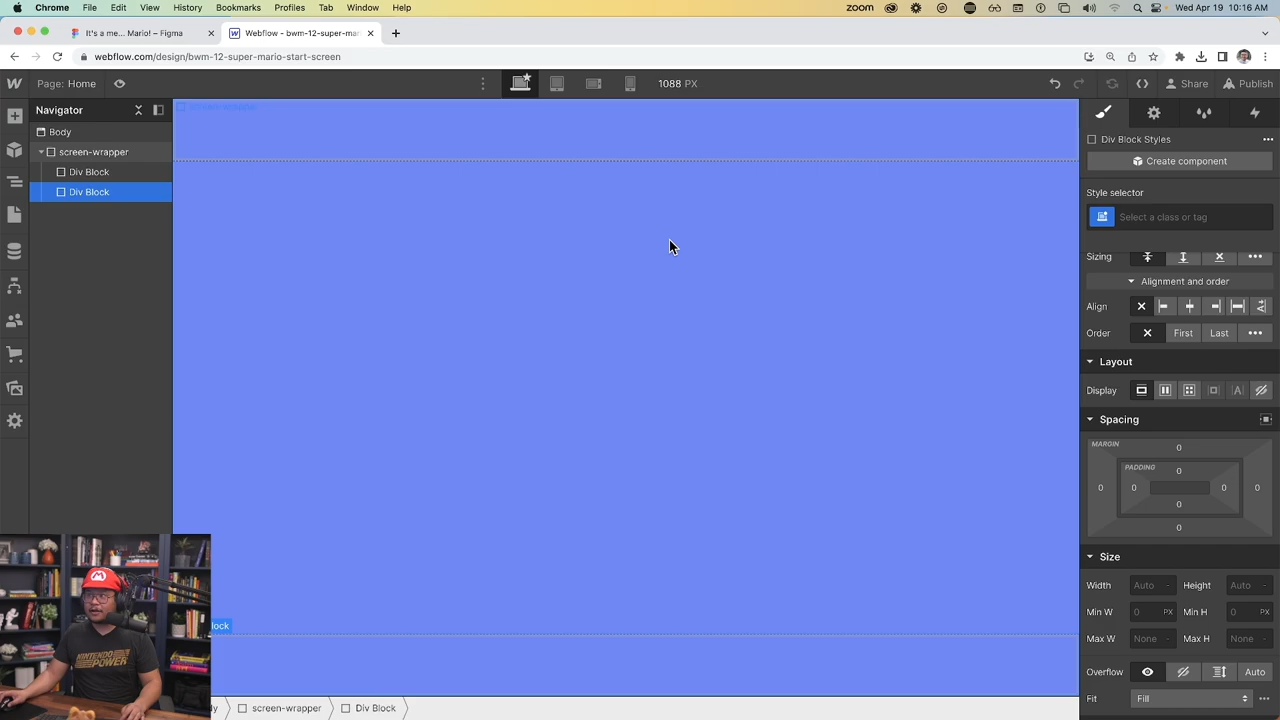 Chrome File Edit View History Bookmarks Profiles Tab Window Help zoom Wed Apr 19 10:16 AM
It's a me... Mario! – Figma Webflow - bwm-12-super-mar
webflow.com/design/bwm-12-super-mario-start-screen
Page: Home 1088 PX Share Publish
Navigator
Body
screen-wrapper
Div Block
Div Block
Div Block Styles
Create component
Style selector
Select a class or tag
Sizing
Alignment and order
Align
Order First Last
Layout
Display
Spacing
MARGIN
0
PADDING
0
0 0 0 0
0
0
Size
Width Auto - Height Auto -
Min W 0 PX Min H 0 PX
Max W None - Max H None -
Overflow Auto
Fit Fill
lock
dy screen-wrapper Div Block
M
NINTENDO
POWER